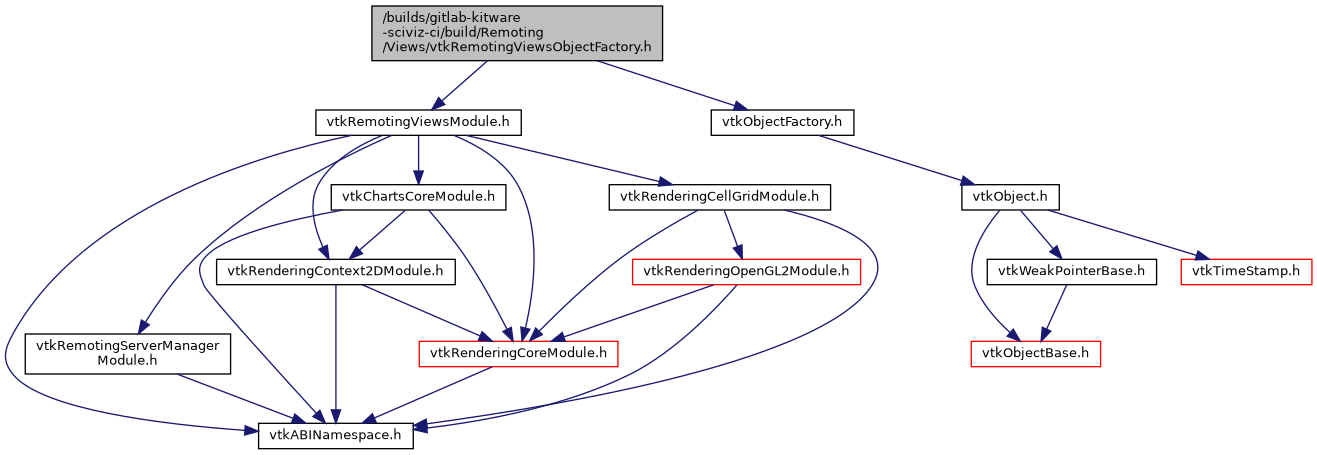 /builds/gitlab-kitware
-sciviz-ci/build/Remoting
/Views/vtkRemotingViewsObjectFactory.h
vtkRemotingViewsModule.h
vtkObjectFactory.h
vtkChartsCoreModule.h
vtkRenderingCellGridModule.h
vtkObject.h
vtkRenderingContext2DModule.h
vtkRenderingOpenGL2Module.h
vtkWeakPointerBase.h
vtkTimeStamp.h
vtkRemotingServerManager
Module.h
vtkRenderingCoreModule.h
vtkObjectBase.h
vtkABINamespace.h